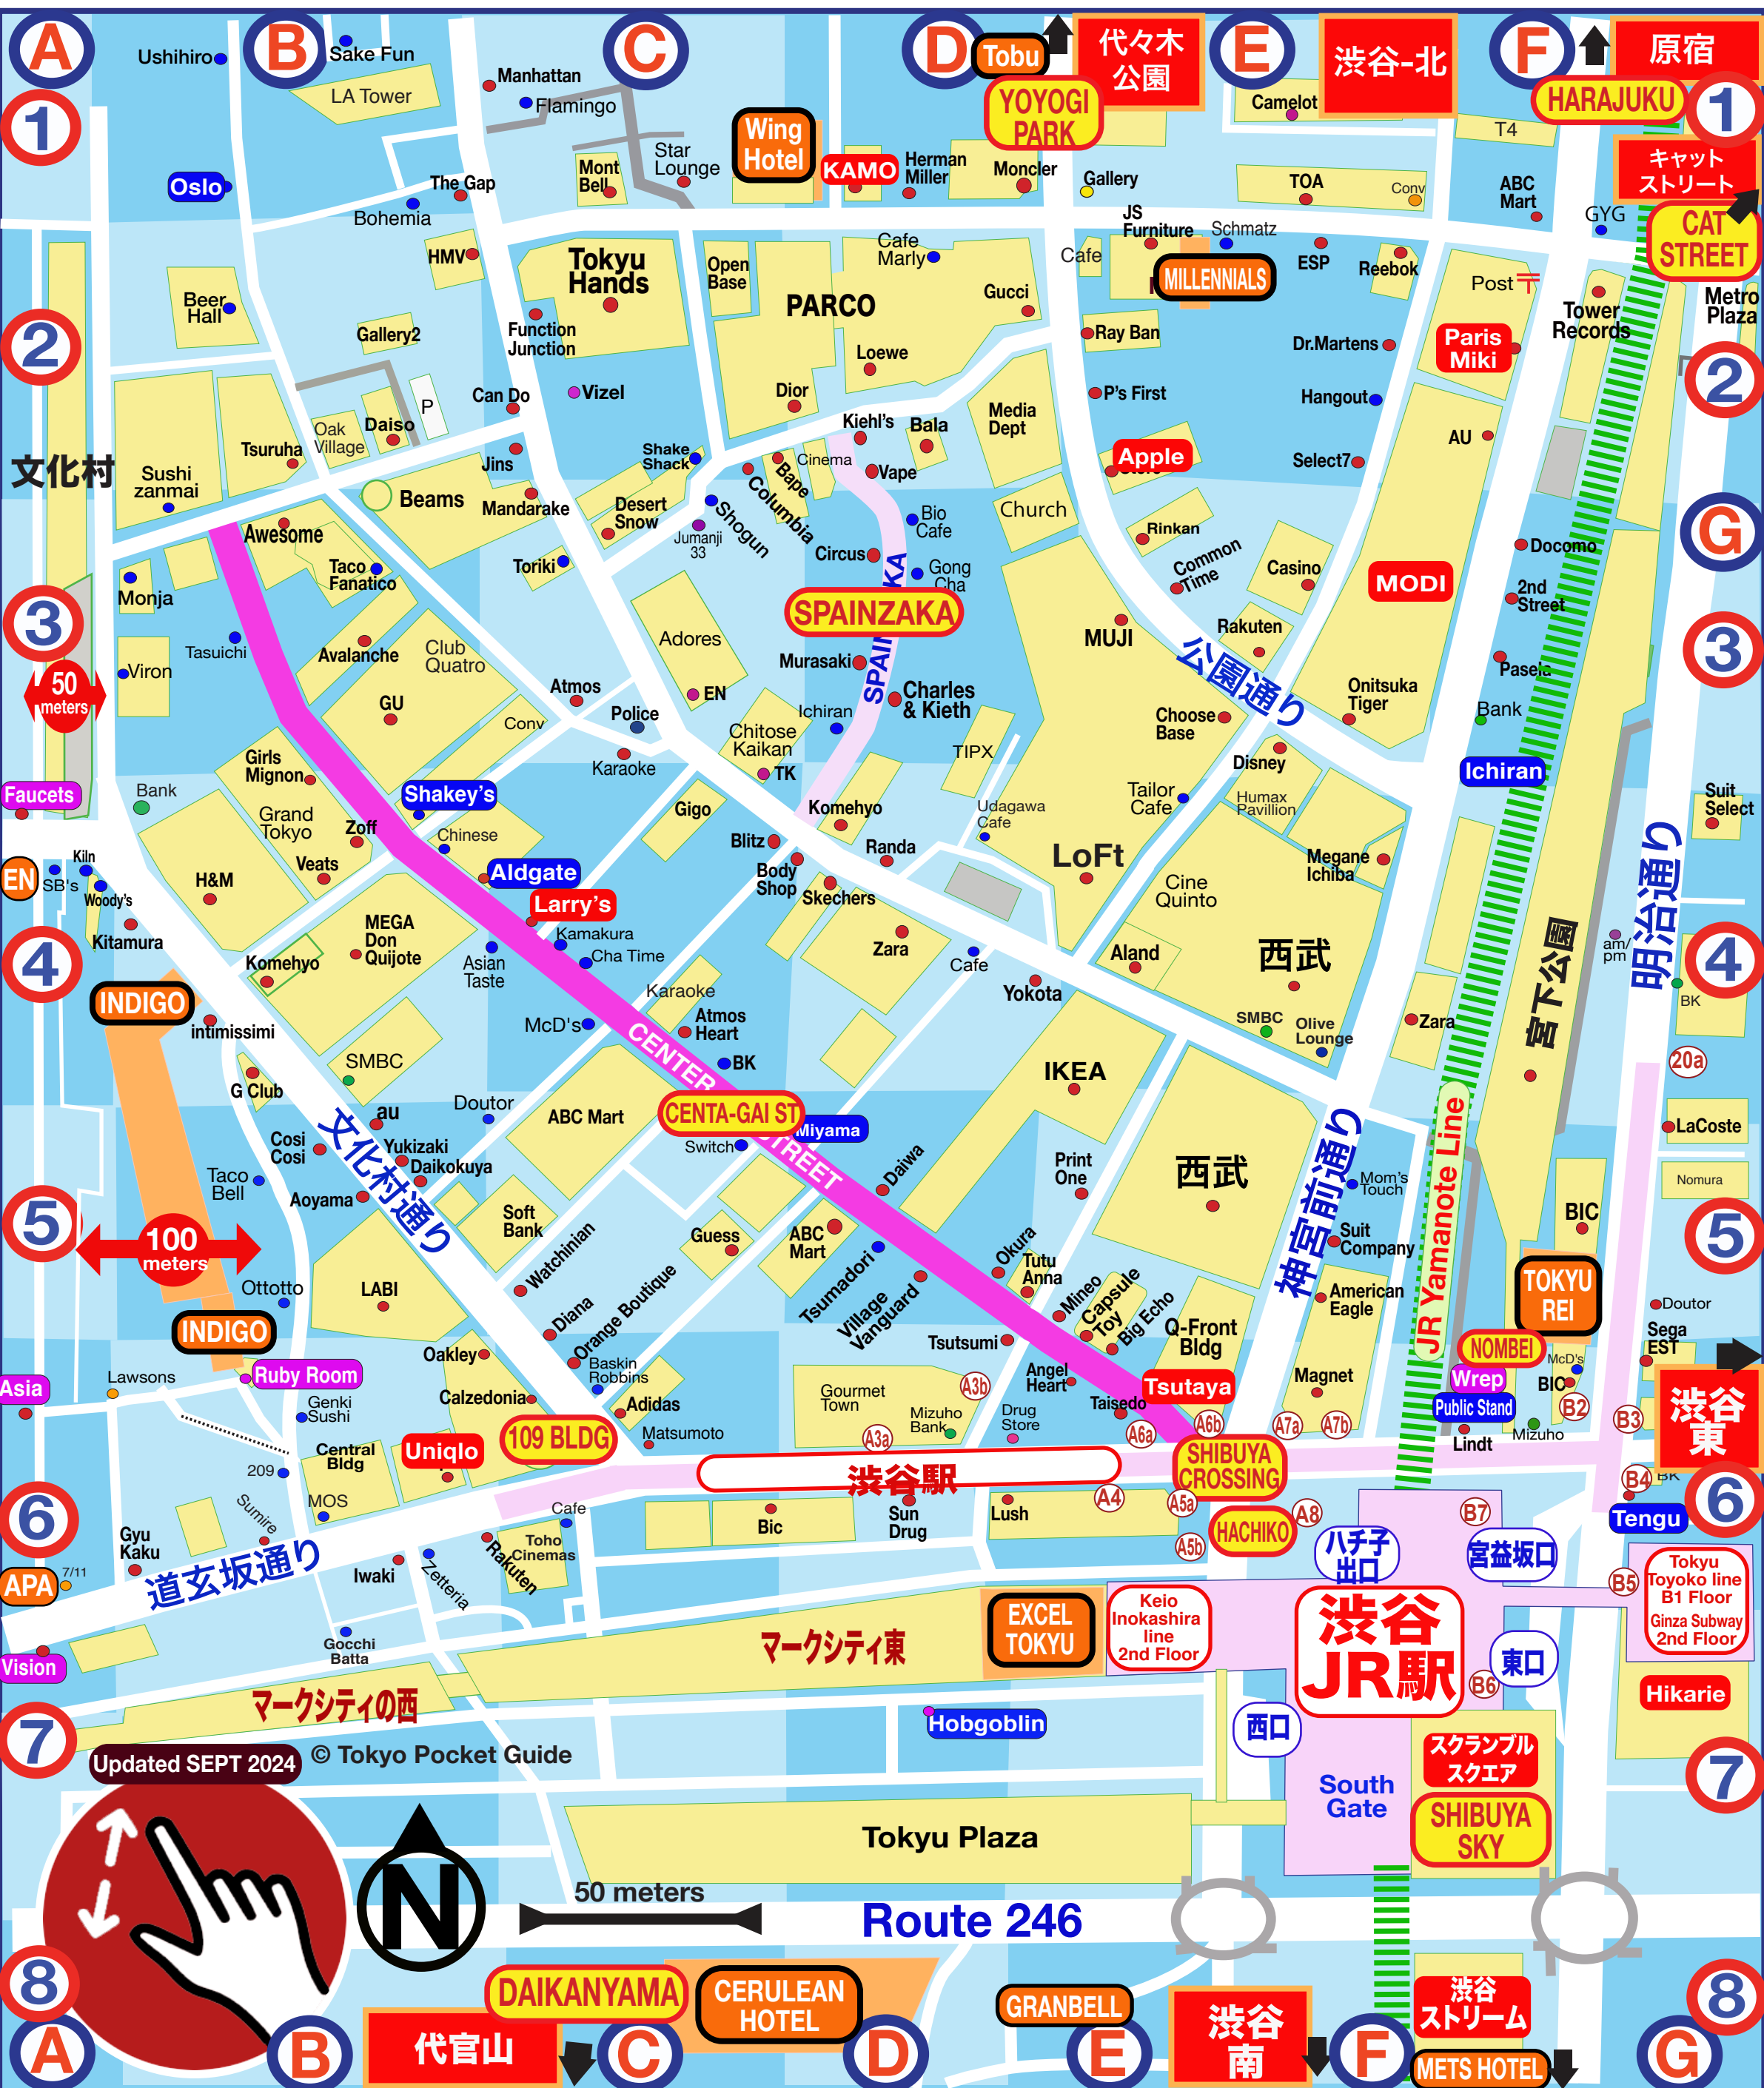 A
B
C
D
E
F
Tobu
代々木
公園
渋谷-北
原宿
Ushihiro
Sake Fun
LA Tower
Manhattan
Flamingo
YOYOGI
PARK
Camelot
HARAJUKU
1
1
T4
キャット
ストリート
Wing
Hotel
Star
Lounge
Mont
Bell
KAMO
Herman
Miller
Moncler
Gallery
TOA
Conv
ABC
Mart
GYG
CAT
STREET
Oslo
The Gap
Bohemia
HMV
Tokyu
Hands
Open
Base
PARCO
Cafe
Marly
Gucci
Cafe
JS
Furniture
Schmatz
MILLENNIALS
ESP
Reebok
Post
Tower
Records
Metro
Plaza
Beer
Hall
Gallery2
Function
Junction
Loewe
Ray Ban
Dr.Martens
Paris
Miki
2
2
Can Do
Vizel
Dior
P's First
Hangout
P
Oak
Village
Daiso
Tsuruha
Kiehl's
Bala
Media
Dept
AU
文化村
Sushi
zanmai
Jins
Shake
Shack
Bape
Cinema
Vape
Apple
Select7
Beams
Mandarake
Desert
Snow
Columbia
Shogun
Jumanji
33
Bio
Cafe
Church
Rinkan
G
Awesome
Taco
Fanatico
Toriki
Circus
Gong
Cha
Common
Time
Casino
MODI
Docomo
2nd
Street
Monja
SPAINZAKA
3
3
Tasuichi
Avalanche
Club
Quatro
Adores
Murasaki
MUJI
Rakuten
公園通り
Pasela
Viron
50
meters
GU
Atmos
EN
Charles
& Kieth
Onitsuka
Tiger
Conv
Police
Chitose
Kaikan
Ichiran
TIPX
Choose
Base
Bank
Girls
Mignon
Karaoke
TK
Disney
Ichiran
Faucets
Bank
Shakey's
Grand
Tokyo
Gigo
Komehyo
Udagawa
Cafe
Tailor
Cafe
Humax
Pavilion
Suit
Select
Zoff
Chinese
Blitz
Randa
LoFt
Megane
Ichiba
明治通り
Kiln
EN
SB's
Woody's
H&M
Veats
Aldgate
Larry's
Body
Shop
Skechers
Cine
Quinto
宮下公園
Kitamura
MEGA
Don
Quijote
Kamakura
Cha Time
Asian
Taste
Zara
Cafe
Aland
西武
am/
pm
4
4
Komehyo
Karaoke
Yokota
BK
INDIGO
intimissimi
McD's
Atmos
Heart
SMBC
Olive
Lounge
Zara
CENTER
STREET
SMBC
BK
IKEA
20a
G Club
CENTA-GAI ST
Doutor
ABC Mart
Miyama
Switch
JR Yamanote Line
LaCoste
au
Cosi
Cosi
Yukizaki
Daikokuya
文化村通り
Taco
Bell
Aoyama
Daiwa
Print
One
西武
神宮前通り
Mom's
Touch
Nomura
5
5
100
meters
Soft
Bank
Watchinian
Guess
ABC
Mart
Tsumadori
Okura
Suit
Company
BIC
TOKYU
REI
Ottotto
LABI
Village
Vanguard
Tutu
Anna
Mineo
Capsule
Toy
Big Echo
American
Eagle
Doutor
INDIGO
Diana
Orange Boutique
Tsutsumi
Q-Front
Bldg
NOMBEI
Sega
EST
Oakley
Baskin
Robbins
Angel
Heart
Magnet
Wrep
McD's
BIC
Asia
Lawsons
Ruby Room
Calzedonia
Adidas
Gourmet
Town
A3b
Taisedo
Tsutaya
Public Stand
B2
渋谷
東
Genki
Sushi
109 BLDG
Matsumoto
Mizuho
Bank
A3a
Drug
Store
A6a
A6b
A7a
A7b
Lindt
Mizuho
B3
Central
Bldg
Uniqlo
渋谷駅
SHIBUYA
CROSSING
209
BK
B4
MOS
Sumire
Cafe
Bic
Sun
Drug
Lush
A4
A5a
A5b
HACHIKO
A8
B7
Tengu
6
6
Gyu
Kaku
道玄坂通り
Iwaki
Zetteria
Rakuten
Toho
Cinemas
ハチ子
出口
宮益坂口
APA
7/11
B5
Tokyu
Toyoko line
B1 Floor
Ginza Subway
2nd Floor
Gocchi
Batta
マークシティ東
EXCEL
TOKYU
Keio
Inokashira
line
2nd Floor
渋谷
JR駅
東口
Vision
B6
マークシティの西
Hikarie
7
7
Hobgoblin
西口
Updated SEPT 2024
© Tokyo Pocket Guide
スクランブル
スクエア
South
Gate
SHIBUYA
SKY
Tokyu Plaza
N
50 meters
Route 246
8
8
DAIKANYAMA
CERULEAN
HOTEL
GRANBELL
渋谷
ストリーム
代官山
渋谷
南
METS HOTEL
A
B
C
D
E
F
G